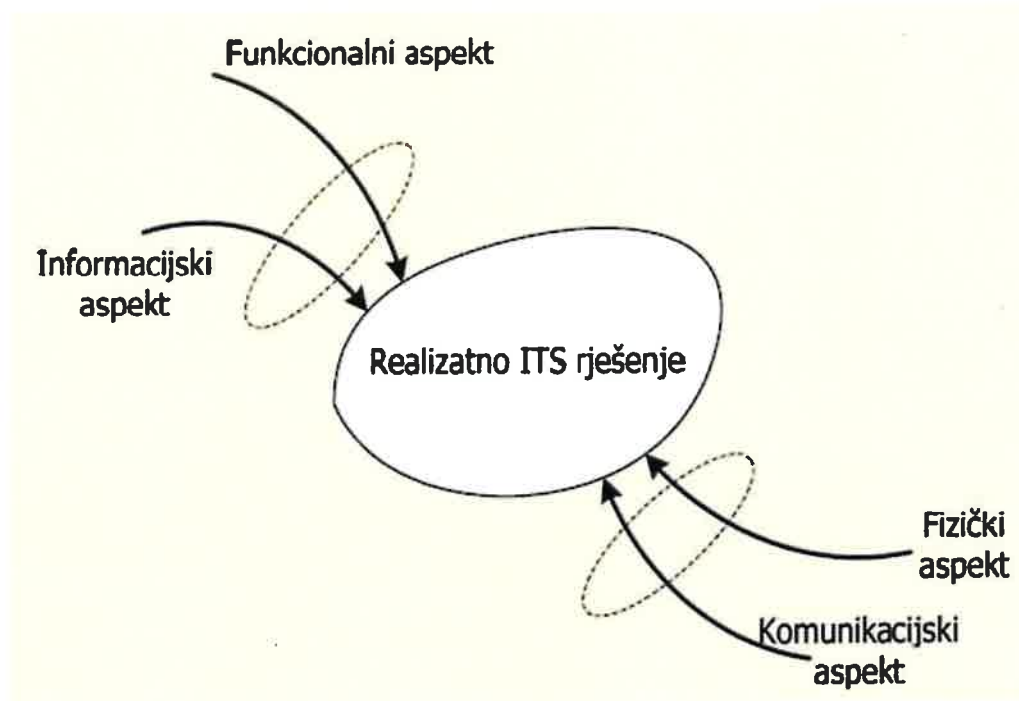 Funkcionalni aspekt
Informacijski
aspekt
Realizatno ITS rješenje
Fizički
aspekt
Komunikacijski
aspekt